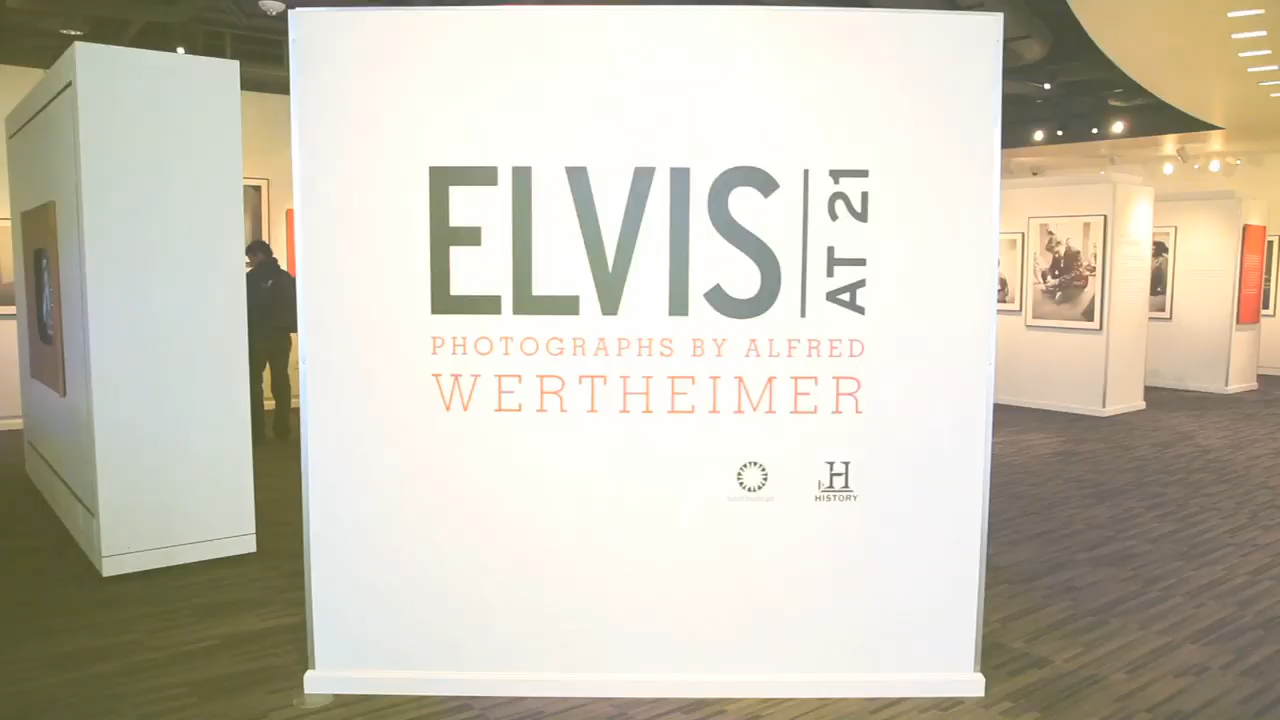 ELVIS
AT 21
PHOTOGRAPHS BY ALFRED
WERTHEIMER
H
HISTORY